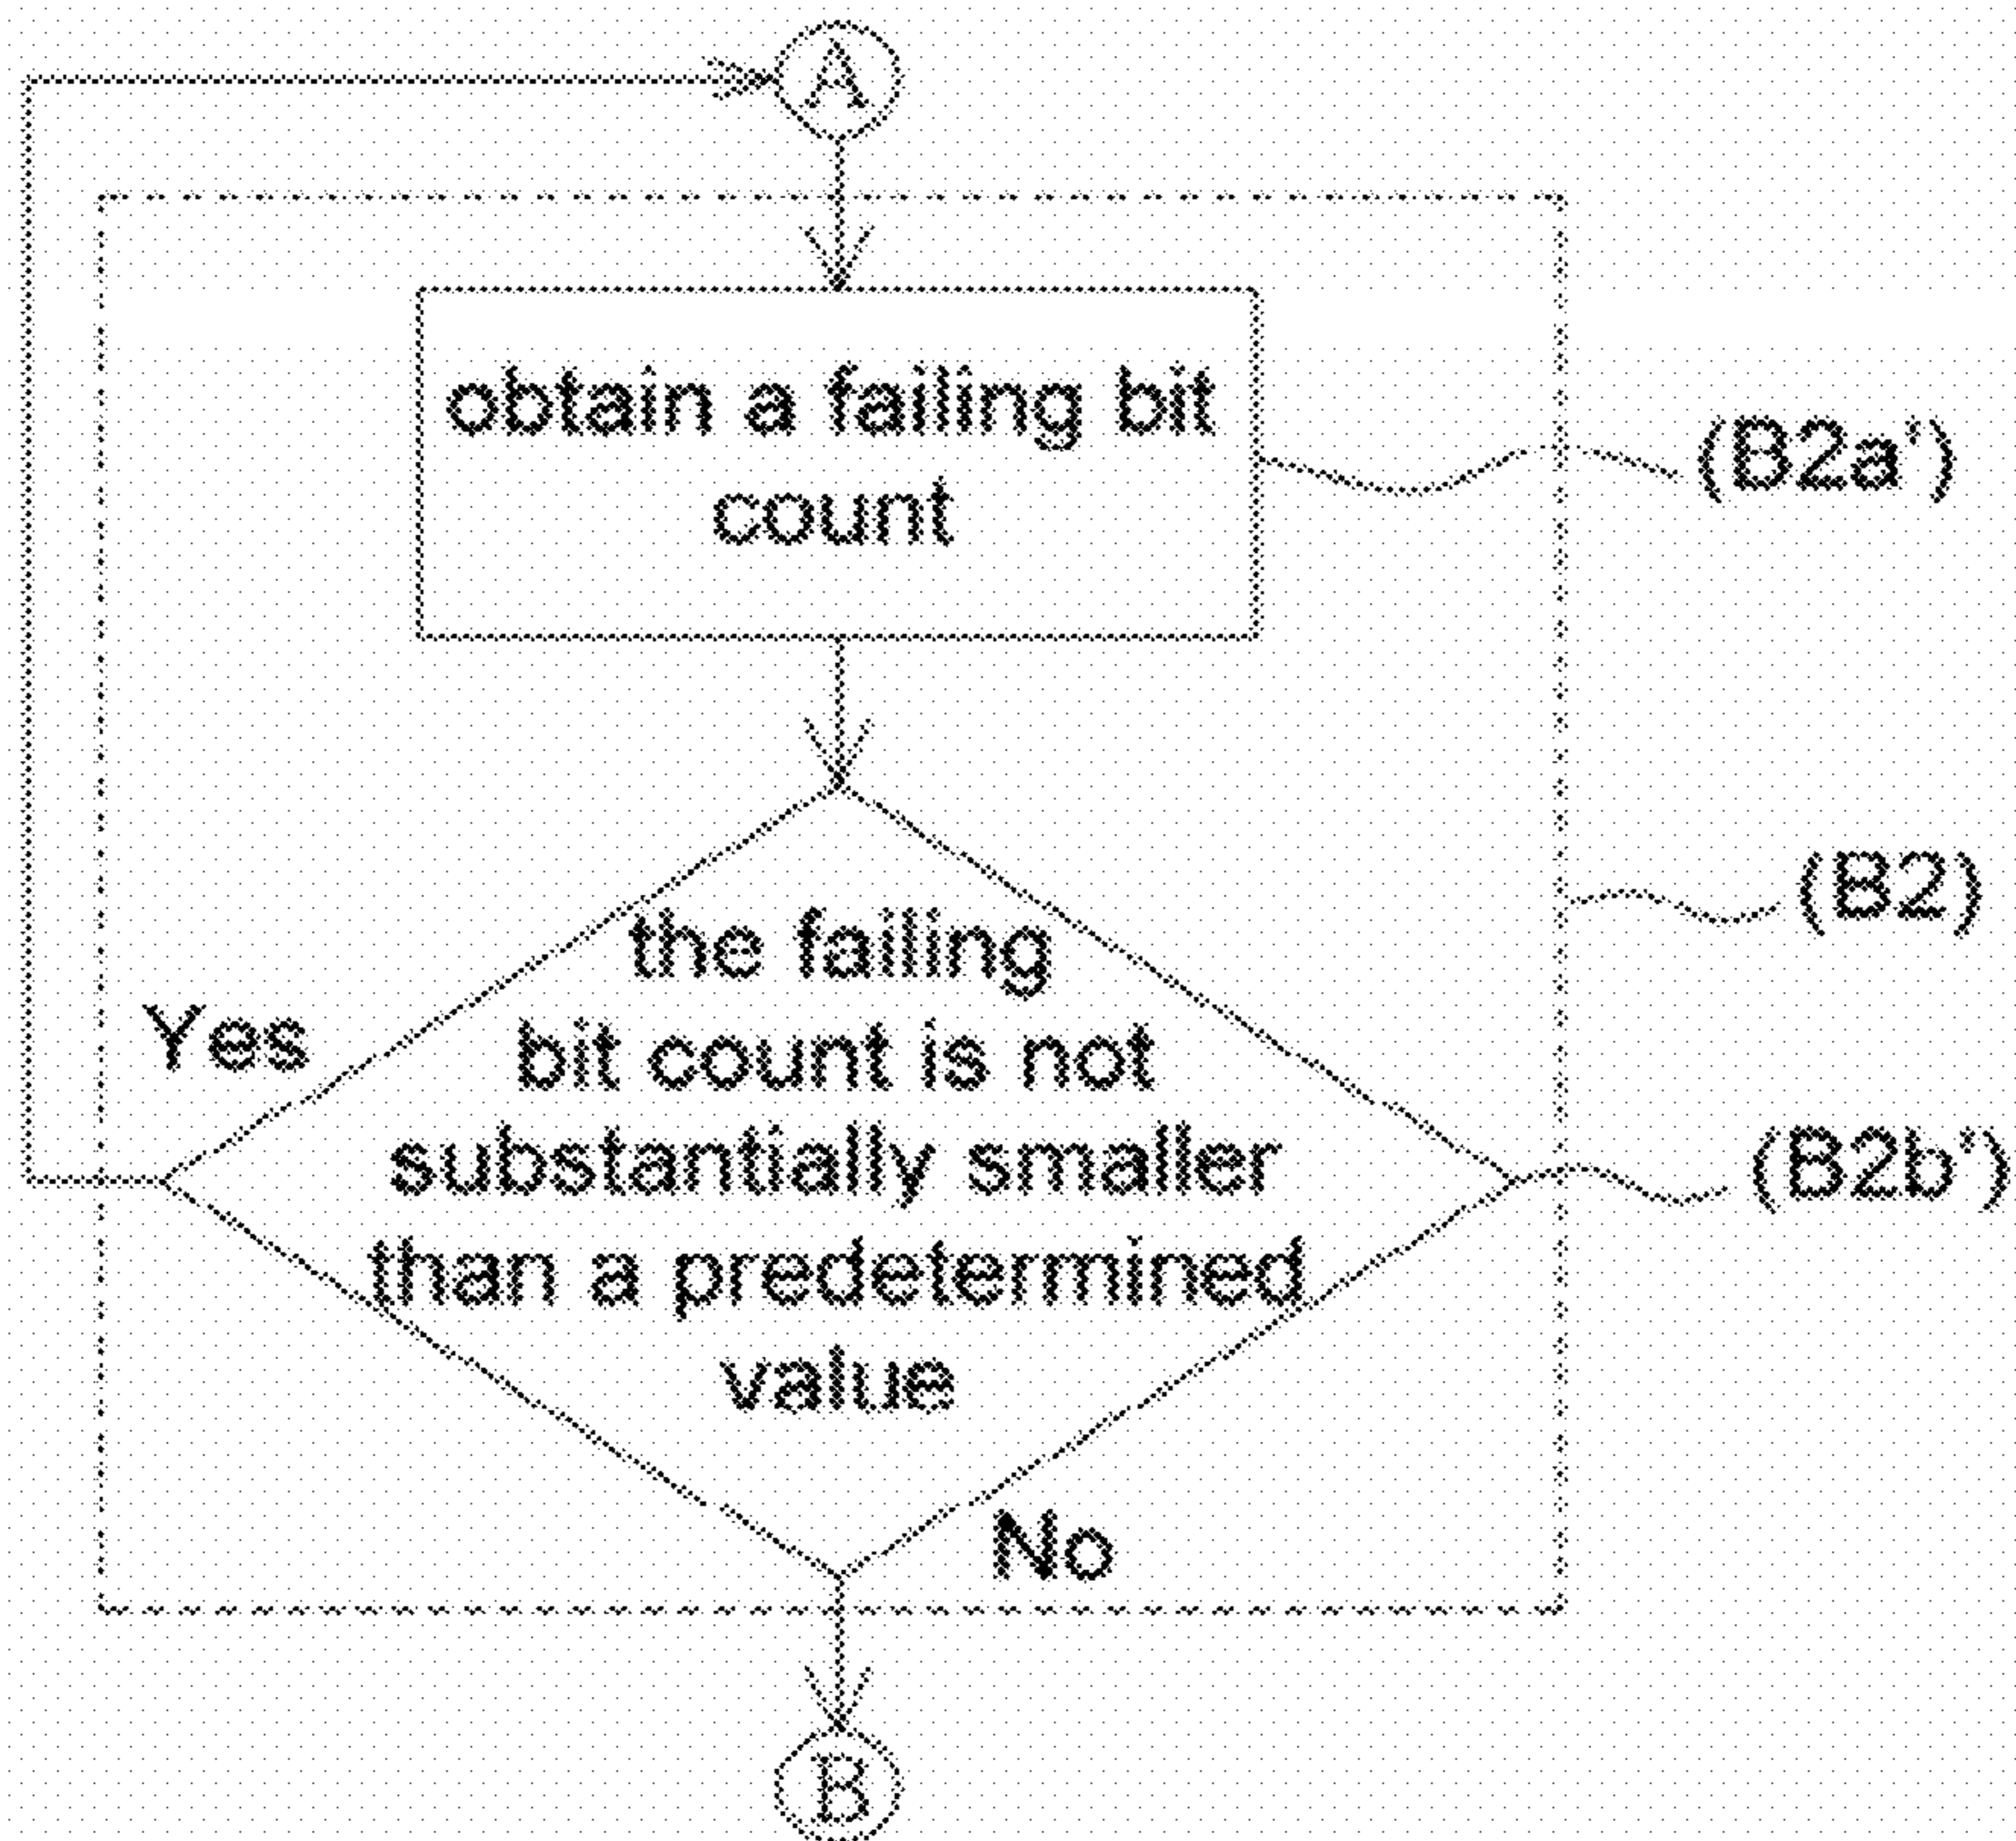 A
obtain a failing bit
count
(B2a')
(B2)
the failing
bit count is not
substantially smaller
than a predetermined
value
Yes
(B2b')
No
B